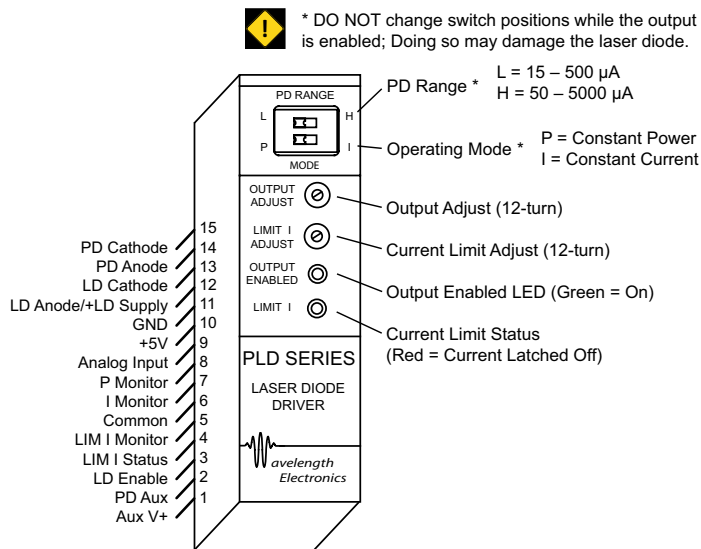 * DO NOT change switch positions while the output
is enabled; Doing so may damage the laser diode.
PD RANGE
L
H
P
I
MODE
PD Range *
L = 15 – 500 µA
H = 50 – 5000 µA
Operating Mode *
P = Constant Power
I = Constant Current
OUTPUT
ADJUST
Output Adjust (12-turn)
LIMIT I
ADJUST
Current Limit Adjust (12-turn)
OUTPUT
ENABLED
Output Enabled LED (Green = On)
LIMIT I
Current Limit Status
(Red = Current Latched Off)
15
PD Cathode
14
PD Anode
13
LD Cathode
12
LD Anode/+LD Supply
11
GND
10
+5V
9
Analog Input
8
P Monitor
7
I Monitor
6
Common
5
LIM I Monitor
4
LIM I Status
3
LD Enable
2
PD Aux
1
Aux V+
PLD SERIES
LASER DIODE
DRIVER
avelength
Electronics